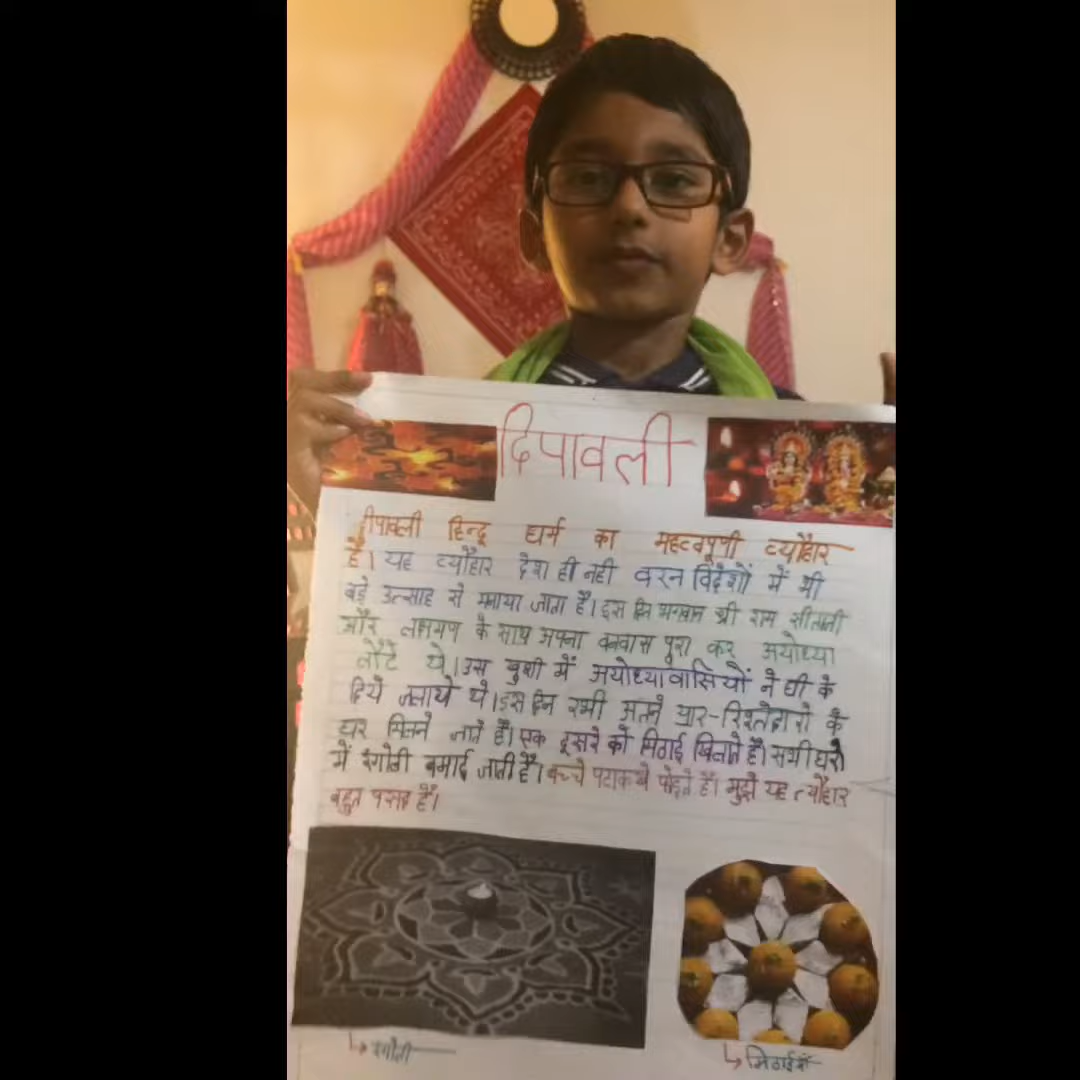 दिपावली
दीपावली हिन्दू धर्म का महत्वपूर्ण त्यौहार
है। यह त्यौहार देश ही नही वरन विदेशों में भी
बड़े उत्साह से मनाया जाता है। इस दिन भगवान श्री राम सीताजी
और लक्षमण के साथ अपना वनवास पूरा कर अयोध्या
लौटे थे। उस खुशी में अयोध्यावासियों ने घी के
दिये जलाये थे। इस दिन सभी अपने यार-रिश्तेदारो के
घर मिलने जाते हैं। एक दूसरे को मिठाई खिलाते है। सभी घरो
में रंगोली बनाई जाती है। बच्चे पटाके फोड़ते हैं। मुझे यह त्यौहार
बहुत पसन्द हैं।
रंगोली
मिठाईयाँ